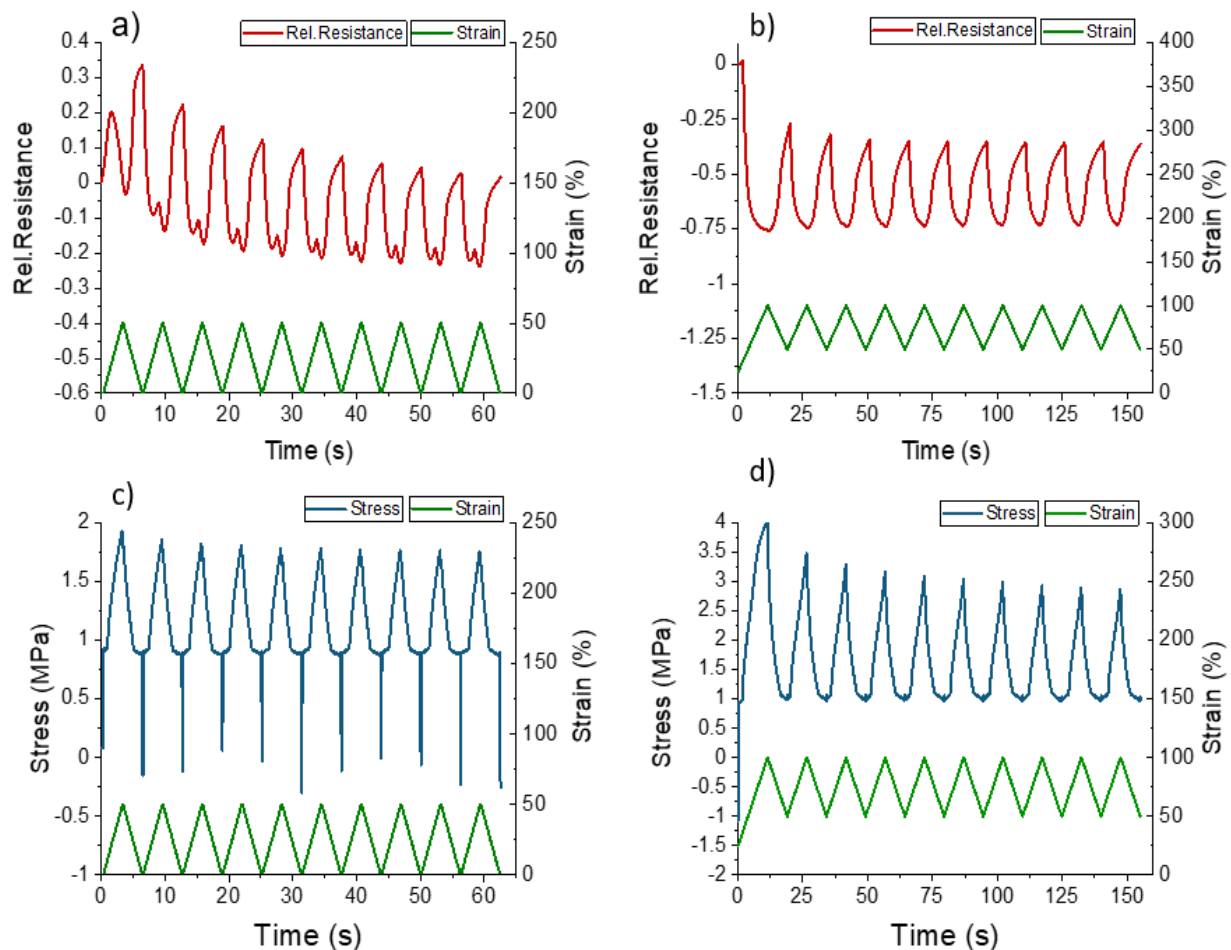 a)
Rel.Resistance Strain
0.4
0.3
0.2
0.1
0
-0.1
-0.2
-0.3
-0.4
-0.5
-0.6
Rel.Resistance
250
200
150
100
50
0
Strain (%)
0 10 20 30 40 50 60
Time (s)
b)
Rel.Resistance Strain
0
-0.25
-0.5
-0.75
-1
-1.25
-1.5
Rel.Resistance
400
350
300
250
200
150
100
50
0
Strain (%)
0 25 50 75 100 125 150
Time (s)
c)
Stress Strain
2
1.5
1
0.5
0
-0.5
-1
Stress (MPa)
250
200
150
100
50
0
Strain (%)
0 10 20 30 40 50 60
Time (s)
d)
Stress Strain
4
3.5
3
2.5
2
1.5
1
0.5
0
-0.5
-1
-1.5
-2
Stress (MPa)
300
250
200
150
100
50
0
Strain (%)
0 25 50 75 100 125 150
Time (s)